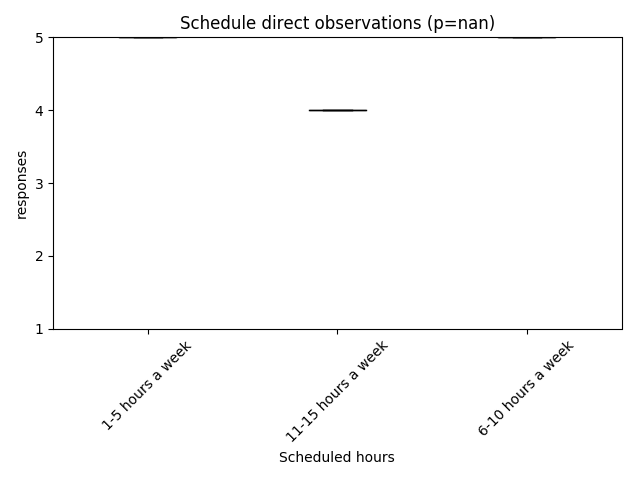 Schedule direct observations (p=nan)
5
4
3
2
1
responses
1-5 hours a week
11-15 hours a week
6-10 hours a week
Scheduled hours